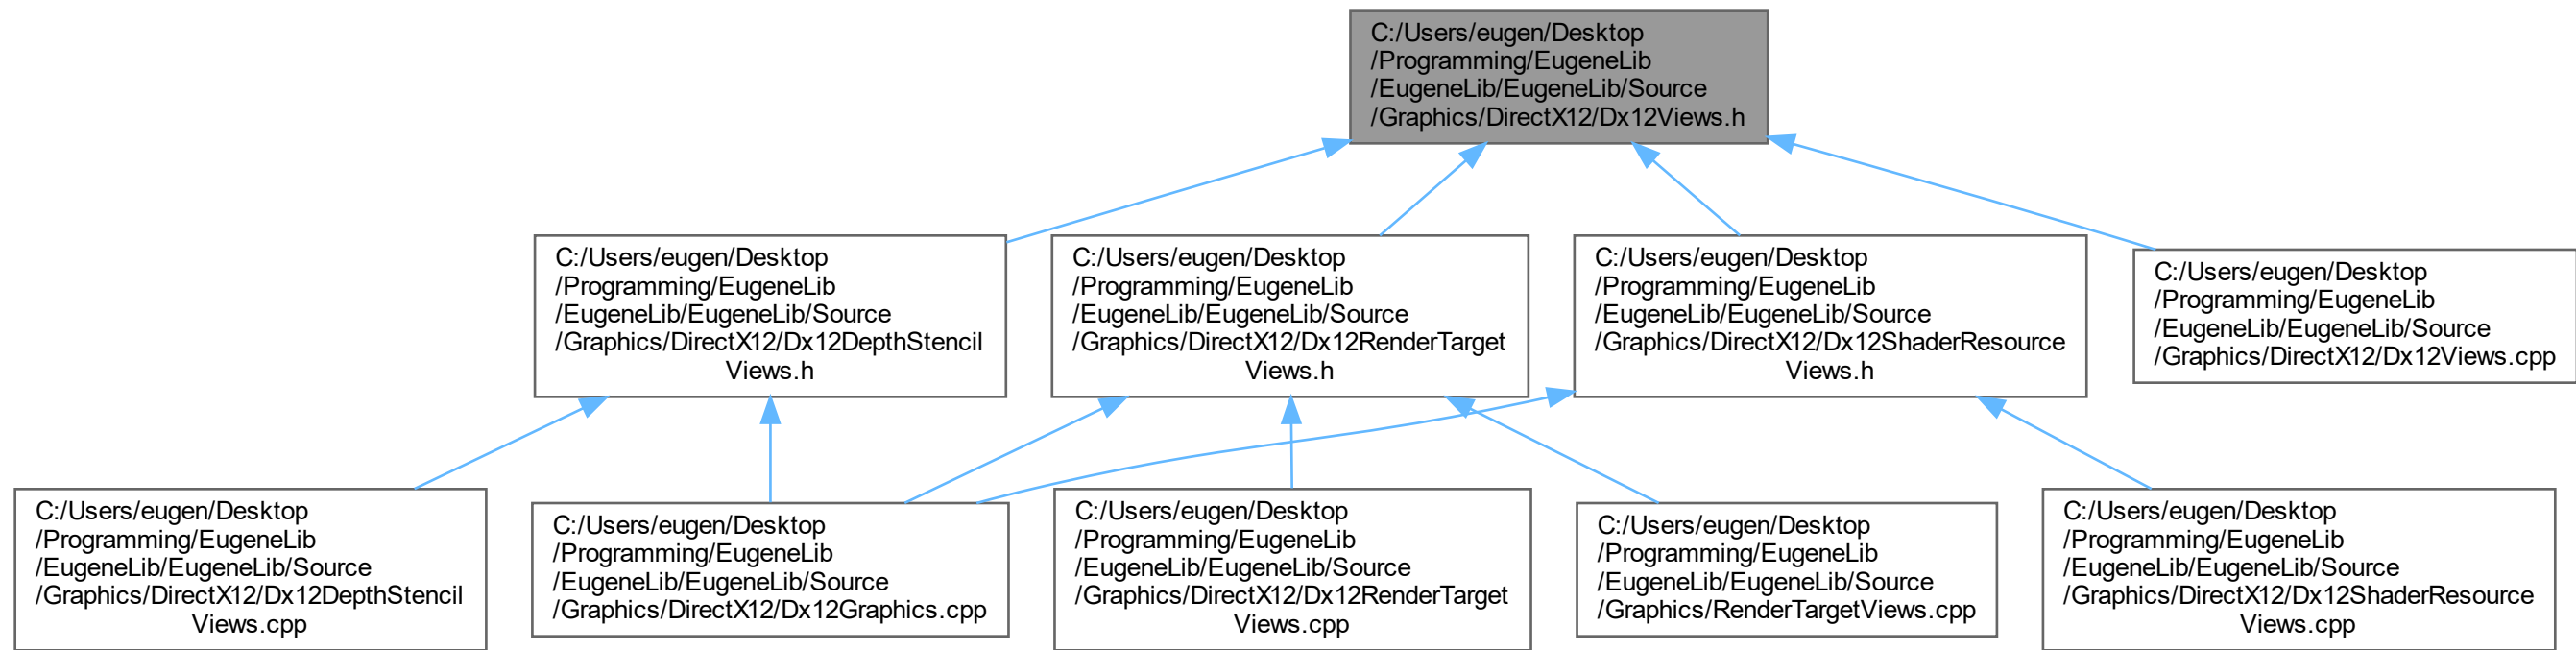 C:/Users/eugen/Desktop
/Programming/EugeneLib
/EugeneLib/EugeneLib/Source
/Graphics/DirectX12/Dx12Views.h
C:/Users/eugen/Desktop
/Programming/EugeneLib
/EugeneLib/EugeneLib/Source
/Graphics/DirectX12/Dx12DepthStencil
Views.h
C:/Users/eugen/Desktop
/Programming/EugeneLib
/EugeneLib/EugeneLib/Source
/Graphics/DirectX12/Dx12RenderTarget
Views.h
C:/Users/eugen/Desktop
/Programming/EugeneLib
/EugeneLib/EugeneLib/Source
/Graphics/DirectX12/Dx12ShaderResource
Views.h
C:/Users/eugen/Desktop
/Programming/EugeneLib
/EugeneLib/EugeneLib/Source
/Graphics/DirectX12/Dx12Views.cpp
C:/Users/eugen/Desktop
/Programming/EugeneLib
/EugeneLib/EugeneLib/Source
/Graphics/DirectX12/Dx12DepthStencil
Views.cpp
C:/Users/eugen/Desktop
/Programming/EugeneLib
/EugeneLib/EugeneLib/Source
/Graphics/DirectX12/Dx12Graphics.cpp
C:/Users/eugen/Desktop
/Programming/EugeneLib
/EugeneLib/EugeneLib/Source
/Graphics/DirectX12/Dx12RenderTarget
Views.cpp
C:/Users/eugen/Desktop
/Programming/EugeneLib
/EugeneLib/EugeneLib/Source
/Graphics/RenderTargetViews.cpp
C:/Users/eugen/Desktop
/Programming/EugeneLib
/EugeneLib/EugeneLib/Source
/Graphics/DirectX12/Dx12ShaderResource
Views.cpp